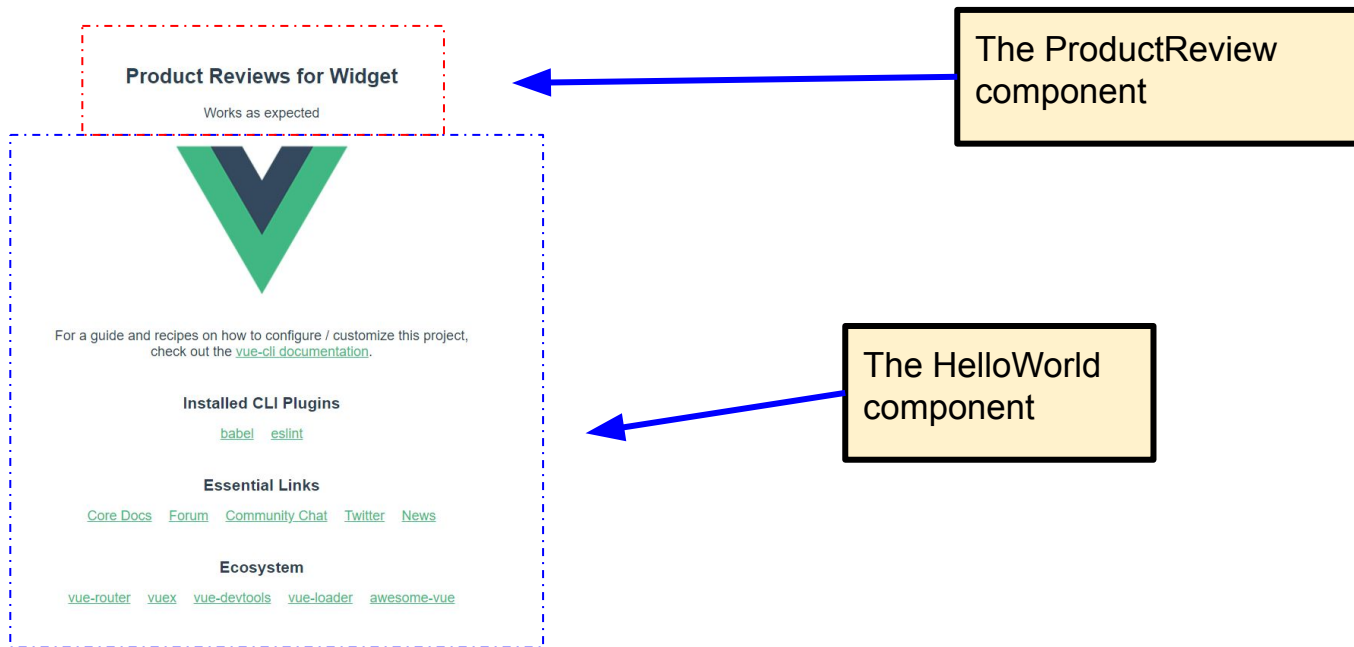 Product Reviews for Widget
Works as expected
The ProductReview
component
For a guide and recipes on how to configure / customize this project,
check out the vue-cli documentation.
Installed CLI Plugins
babel eslint
Essential Links
Core Docs Forum Community Chat Twitter News
Ecosystem
vue-router vuex vue-devtools vue-loader awesome-vue
The HelloWorld
component